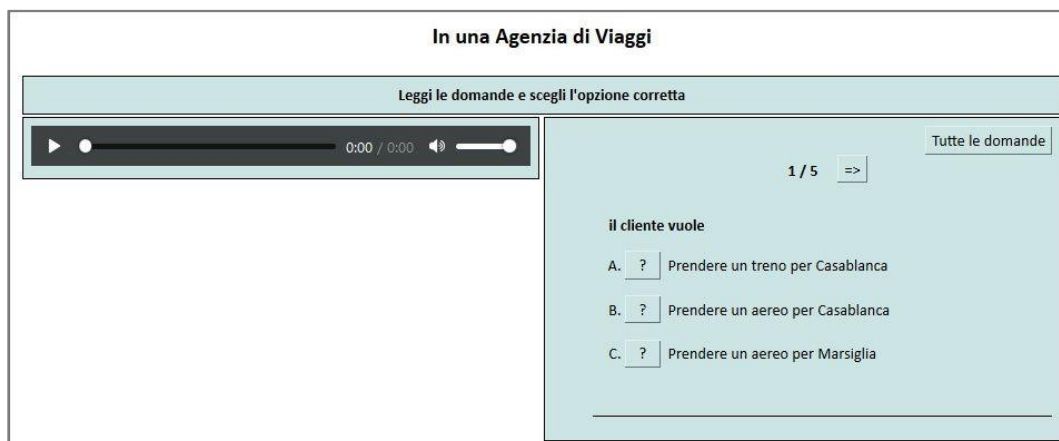 In una Agenzia di Viaggi
Leggi le domande e scegli l'opzione corretta
0:00 / 0:00
Tutte le domande
1 / 5 =>
il cliente vuole
A. ? Prendere un treno per Casablanca
B. ? Prendere un aereo per Casablanca
C. ? Prendere un aereo per Marsiglia